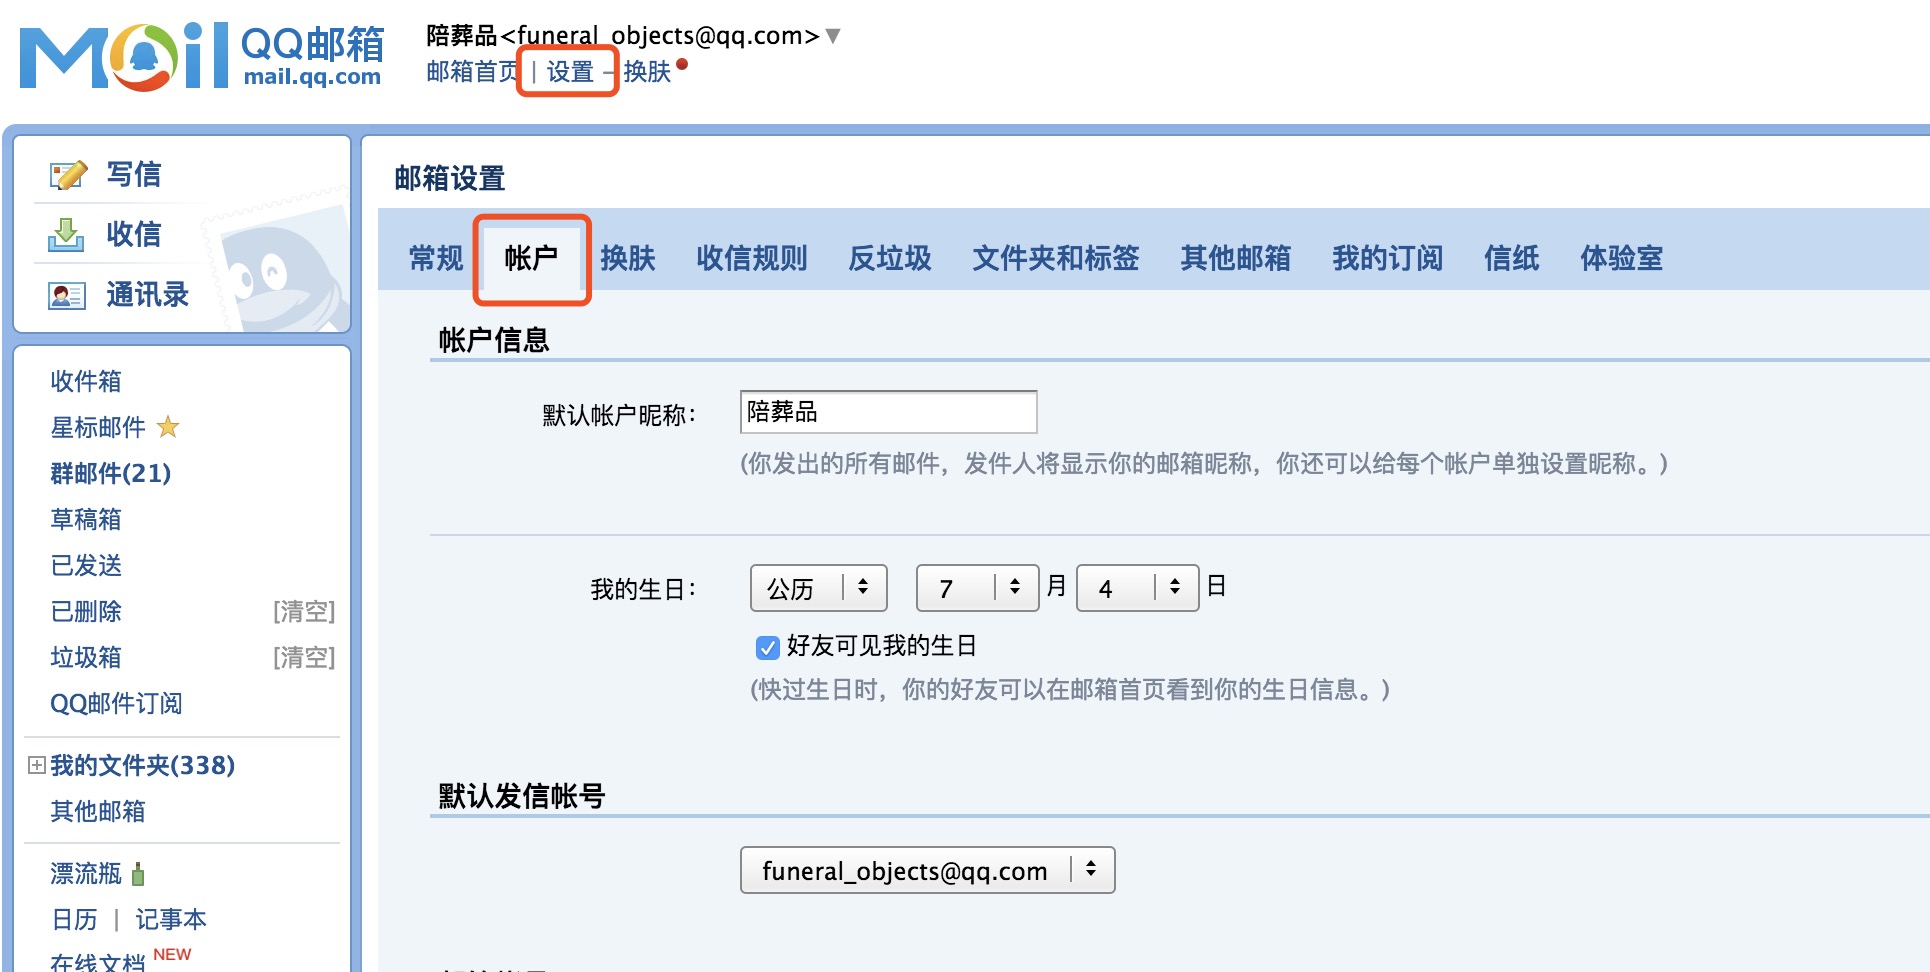 Mail QQ邮箱
mail.qq.com
陪葬品<funeral_objects@qq.com>
邮箱首页 | 设置 - 换肤
写信
收信
通讯录
收件箱
星标邮件
群邮件(21)
草稿箱
已发送
已删除 [清空]
垃圾箱 [清空]
QQ邮件订阅
我的文件夹(338)
其他邮箱
漂流瓶
日历 | 记事本
在线文档 NEW
邮箱设置
常规 帐户 换肤 收信规则 反垃圾 文件夹和标签 其他邮箱 我的订阅 信纸 体验室
帐户信息
默认帐户昵称： 陪葬品
(你发出的所有邮件，发件人将显示你的邮箱昵称，你还可以给每个帐户单独设置昵称。)
我的生日： 公历 7 月 4 日
好友可见我的生日
(快过生日时，你的好友可以在邮箱首页看到你的生日信息。)
默认发信帐号
funeral_objects@qq.com